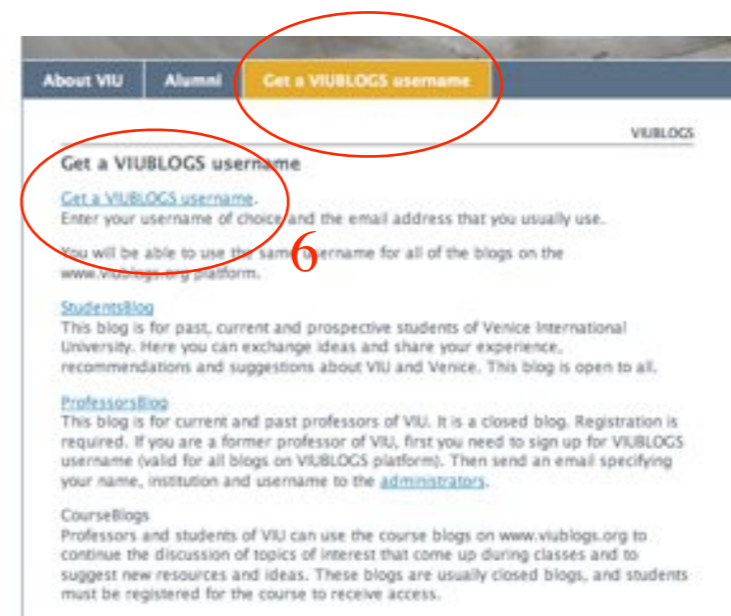 About VIU Alumni Get a VIUBLOGS username
VIUBLOGS
Get a VIUBLOGS username
Get a VIUBLOGS username.
Enter your username of choice and the email address that you usually use.
You will be able to use the same username for all of the blogs on the
www.viublogs.org platform.
6
StudentsBlog
This blog is for past, current and prospective students of Venice International
University. Here you can exchange ideas and share your experience,
recommendations and suggestions about VIU and Venice. This blog is open to all.
ProfessorsBlog
This blog is for current and past professors of VIU. It is a closed blog. Registration is
required. If you are a former professor of VIU, first you need to sign up for VIUBLOGS
username (valid for all blogs on VIUBLOGS platform). Then send an email specifying
your name, institution and username to the administrators.
CourseBlogs
Professors and students of VIU can use the course blogs on www.viublogs.org to
continue the discussion of topics of interest that come up during classes and to
suggest new resources and ideas. These blogs are usually closed blogs, and students
must be registered for the course to receive access.